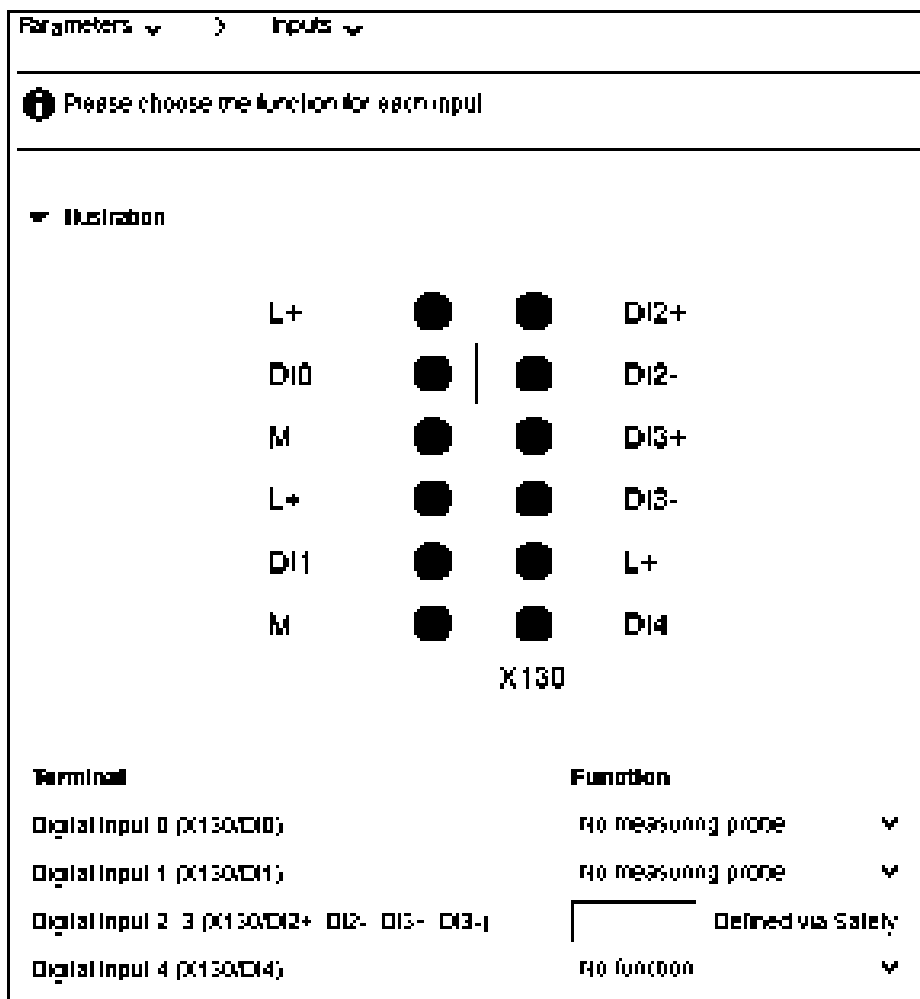 Parameters > Inputs
Please choose the function for each input
Illustration
L+ DI2+
DI0 DI2-
M DI3+
L+ DI3-
DI1 L+
M DI4
X130
Terminal Function
Digital input 0 (X130/DI0) No measuring probe
Digital input 1 (X130/DI1) No measuring probe
Digital input 2 3 (X130/DI2+ DI2- DI3+ DI3-) Defined via Safety
Digital input 4 (X130/DI4) No function